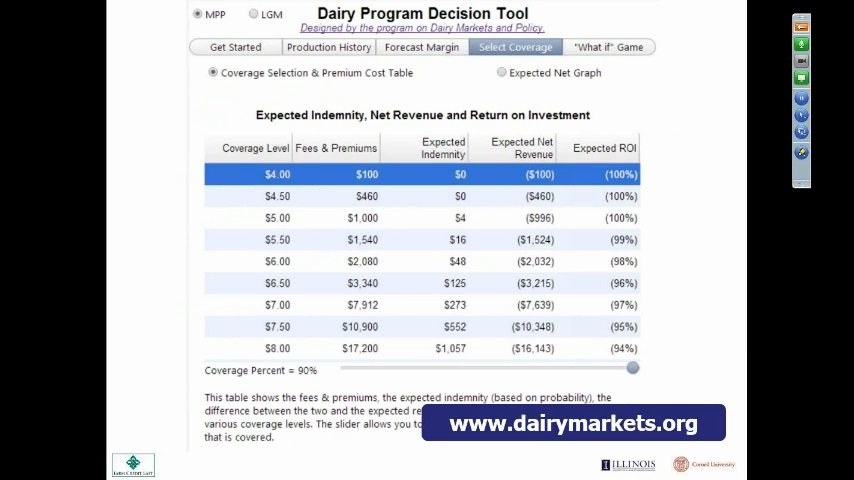 MPP LGM Dairy Program Decision Tool
Designed by the program on Dairy Markets and Policy.
Get Started Production History Forecast Margin Select Coverage "What if" Game
Coverage Selection & Premium Cost Table Expected Net Graph
Expected Indemnity, Net Revenue and Return on Investment
Coverage Level Fees & Premiums Expected Indemnity Expected Net Revenue Expected ROI
$4.00 $100 $0 ($100) (100%)
$4.50 $460 $0 ($460) (100%)
$5.00 $1,000 $4 ($996) (100%)
$5.50 $1,540 $16 ($1,524) (99%)
$6.00 $2,080 $48 ($2,032) (98%)
$6.50 $3,340 $125 ($3,215) (96%)
$7.00 $7,912 $273 ($7,639) (97%)
$7.50 $10,900 $552 ($10,348) (95%)
$8.00 $17,200 $1,057 ($16,143) (94%)
Coverage Percent = 90%
This table shows the fees & premiums, the expected indemnity (based on probability), the
difference between the two and the expected
various coverage levels. The slider allows you to
that is covered.
www.dairymarkets.org
FARM CREDIT EAST
ILLINOIS
Cornell University